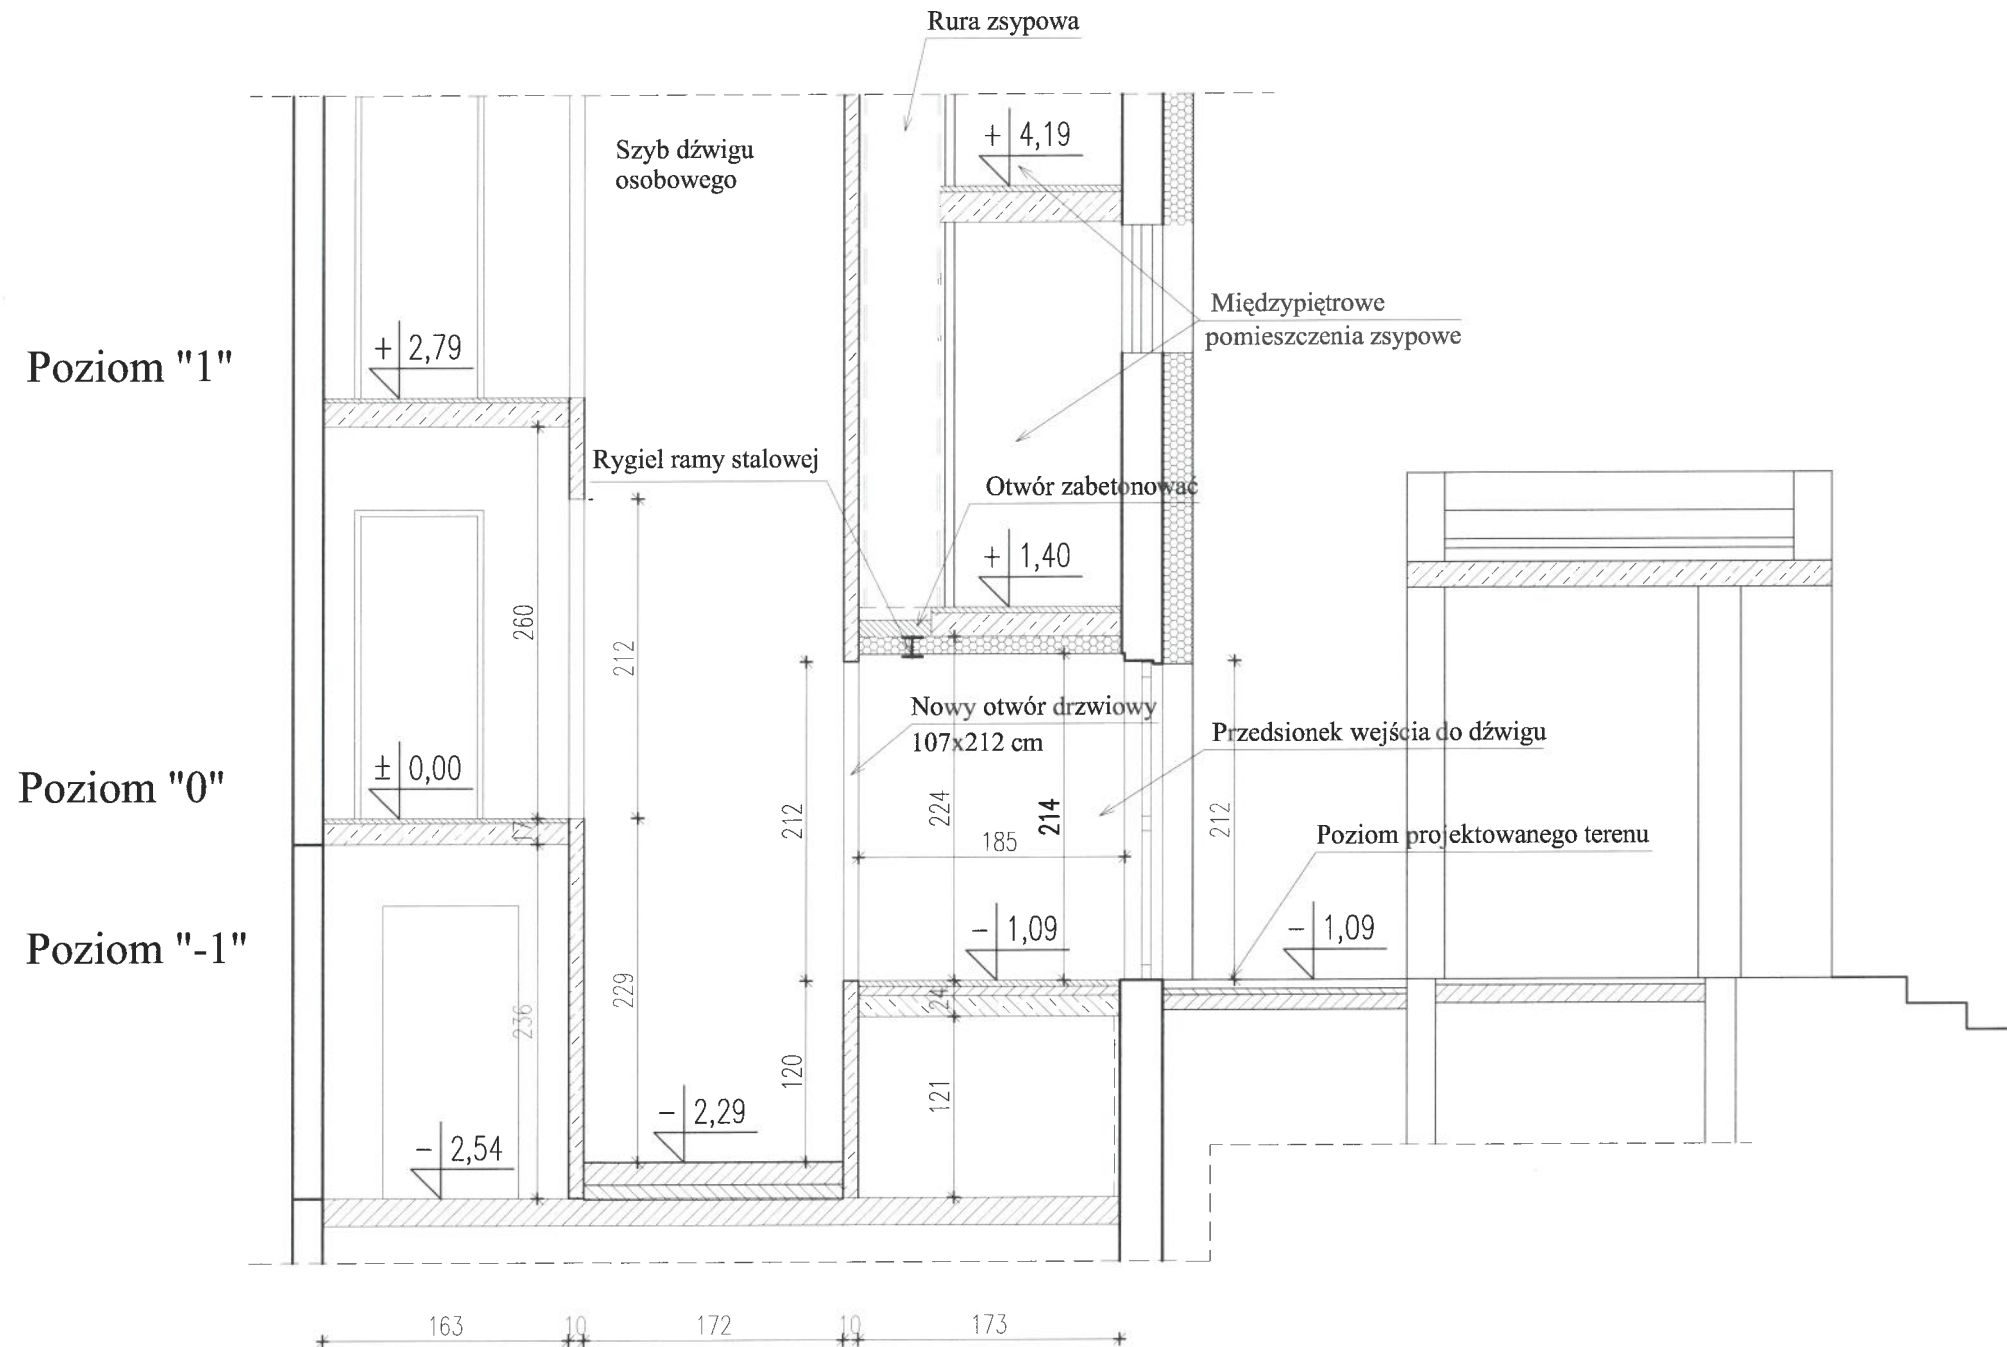 Rura zsypowa
Szyb dźwigu
osobowego
+ 4,19
Międzypiętrowe
pomieszczenia zsypowe
Poziom "1"
+ 2,79
Rygiel ramy stalowej
Otwór zabetonować
+ 1,40
260
212
Nowy otwór drzwiowy
107x212 cm
Przedsionek wejścia do dźwigu
Poziom "0"
± 0,00
17
212
224
214
185
212
Poziom projektowanego terenu
Poziom "-1"
- 1,09
- 1,09
236
229
24
120
121
- 2,29
- 2,54
163
10
172
10
173